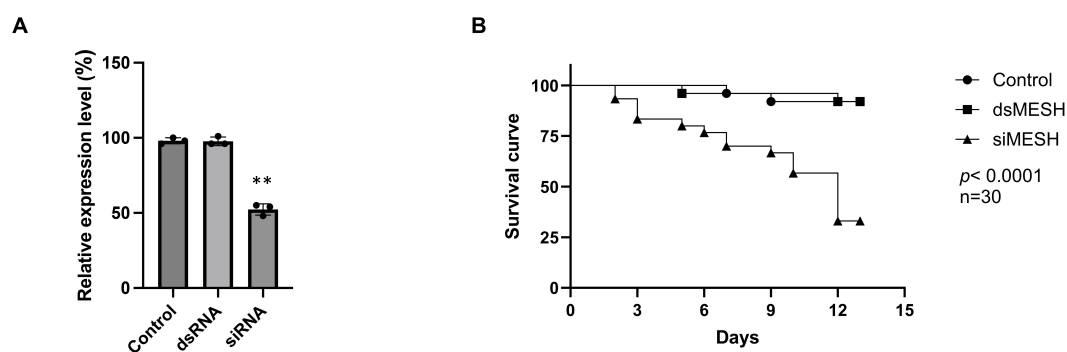 A
Relative expression level (%)
150
100
50
0
**
Control
dsRNA
siRNA
B
Survival curve
100
75
50
25
0
0
3
6
9
12
15
Days
Control
dsMESH
siMESH
p< 0.0001
n=30